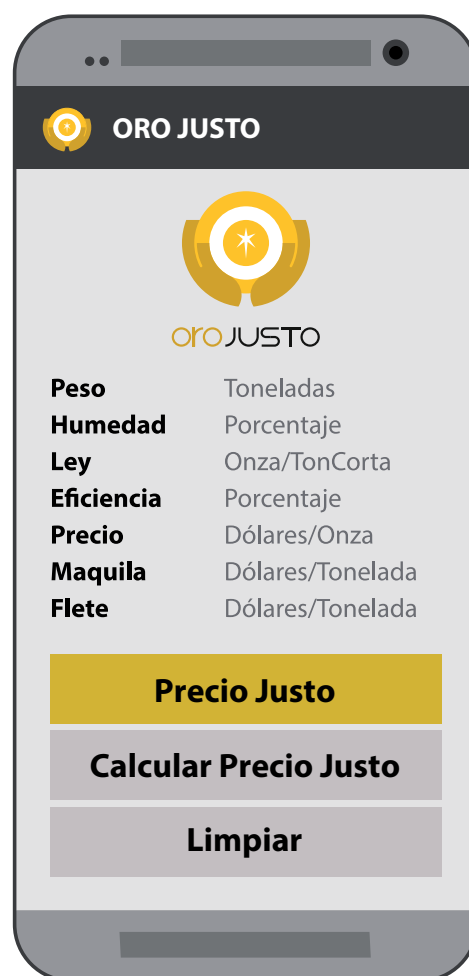 ORO JUSTO
oroJUSTO
Peso Toneladas
Humedad Porcentaje
Ley Onza/TonCorta
Eficiencia Porcentaje
Precio Dólares/Onza
Maquila Dólares/Tonelada
Flete Dólares/Tonelada
Precio Justo
Calcular Precio Justo
Limpiar